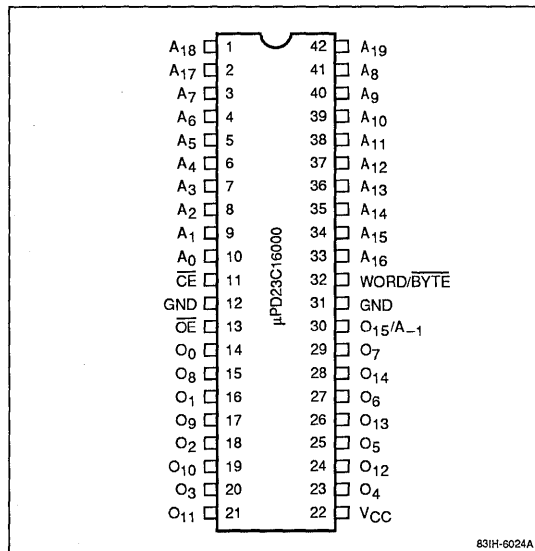 A18 1 42 A19
A17 2 41 A8
A7 3 40 A9
A6 4 39 A10
A5 5 38 A11
A4 6 37 A12
A3 7 36 A13
A2 8 35 A14
A1 9 34 A15
A0 10 33 A16
CE 11 32 WORD/BYTE
GND 12 31 GND
OE 13 30 O15/A−1
O0 14 29 O7
O8 15 28 O14
O1 16 27 O6
O9 17 26 O13
O2 18 25 O5
O10 19 24 O12
O3 20 23 O4
O11 21 22 VCC
µPD23C16000
83IH-6024A